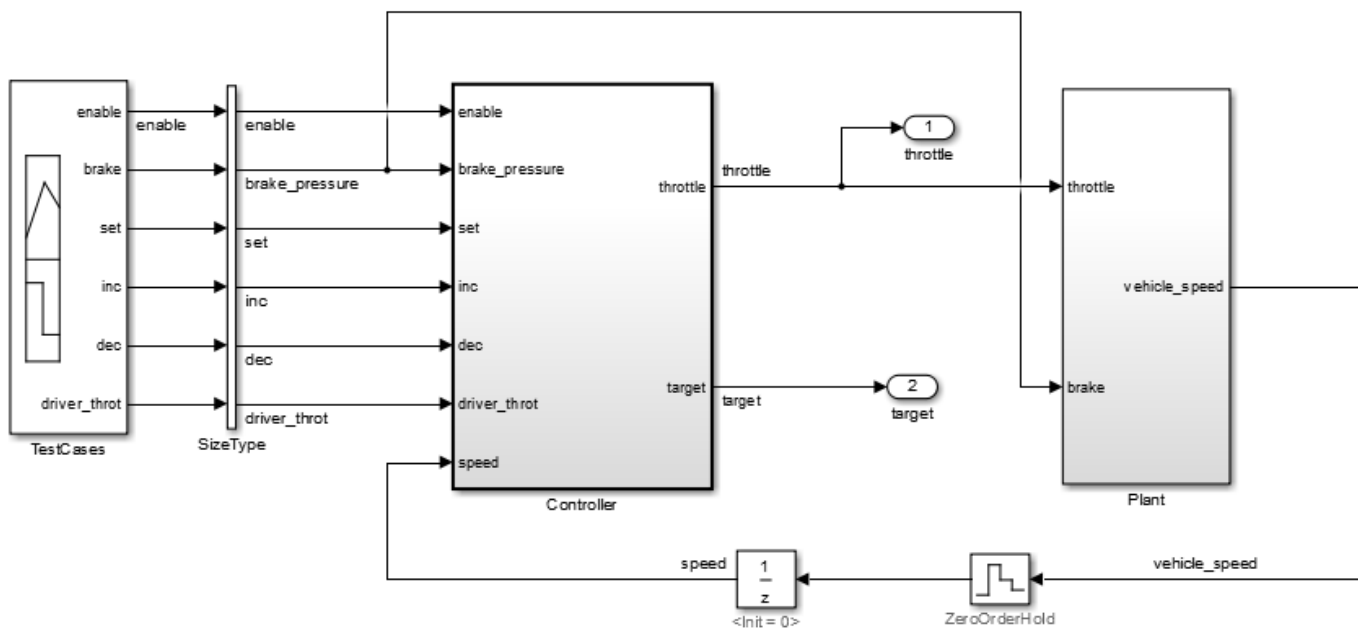 enable
brake
set
inc
dec
driver_throt
TestCases
enable
SizeType
enable
brake_pressure
set
inc
dec
driver_throt
enable
brake_pressure
set
inc
dec
driver_throt
speed
throttle
target
Controller
throttle
target
1
throttle
2
target
throttle
brake
vehicle_speed
Plant
speed
1
z
<Init = 0>
ZeroOrderHold
vehicle_speed